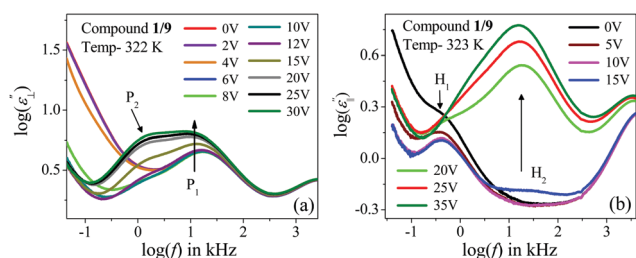 Compound 1/9
Temp- 322 K
0V
2V
4V
6V
8V
10V
12V
15V
20V
25V
30V
P2
P1
(a)
1.5
1.0
0.5
-1 0 1 2 3
log(f) in kHz
log(ε″⊥)
Compound 1/9
Temp- 323 K
0V
5V
10V
15V
H1
H2
20V
25V
35V
(b)
0.6
0.3
0.0
-0.3
-1 0 1 2 3
log(f) in kHz
log(ε″∥)